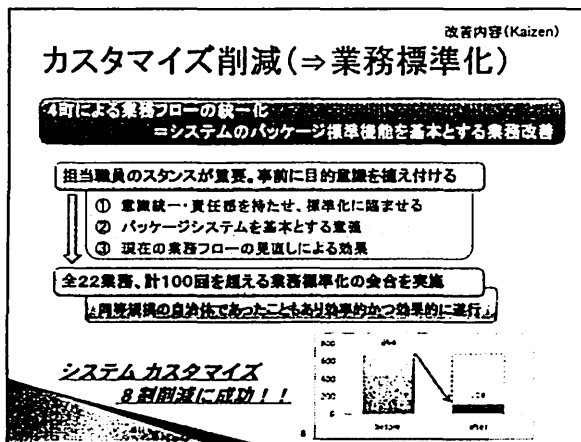 改善内容(Kaizen)
カスタマイズ削減(⇒業務標準化)
4町による業務フローの統一化
＝システムのパッケージ標準機能を基本とする業務改善
担当職員のスタンスが重要。事前に目的意識を植え付ける
① 意識統一・責任感を持たせ、標準化に臨ませる
② パッケージシステムを基本とする意識
③ 現在の業務フローの見直しによる効果
全22業務、計100回を超える業務標準化の会合を実施
同等規模の自治体であったこともあり効率的かつ効果的に遂行
システム カスタマイズ
8割削減に成功！！
800
600
400
200
before
after